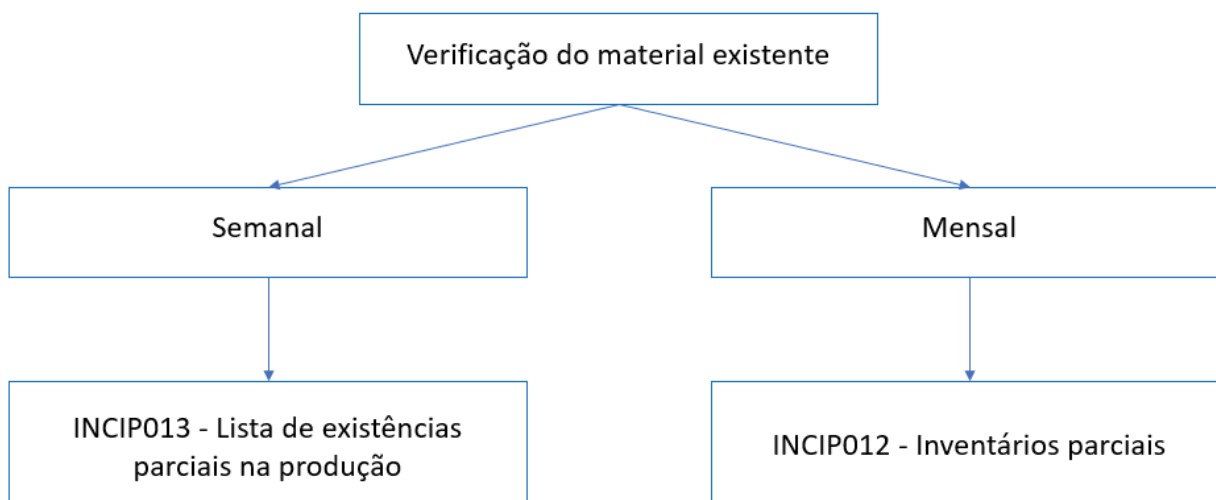 Verificação do material existente
Semanal
Mensal
INCIP013 - Lista de existências
parciais na produção
INCIP012 - Inventários parciais